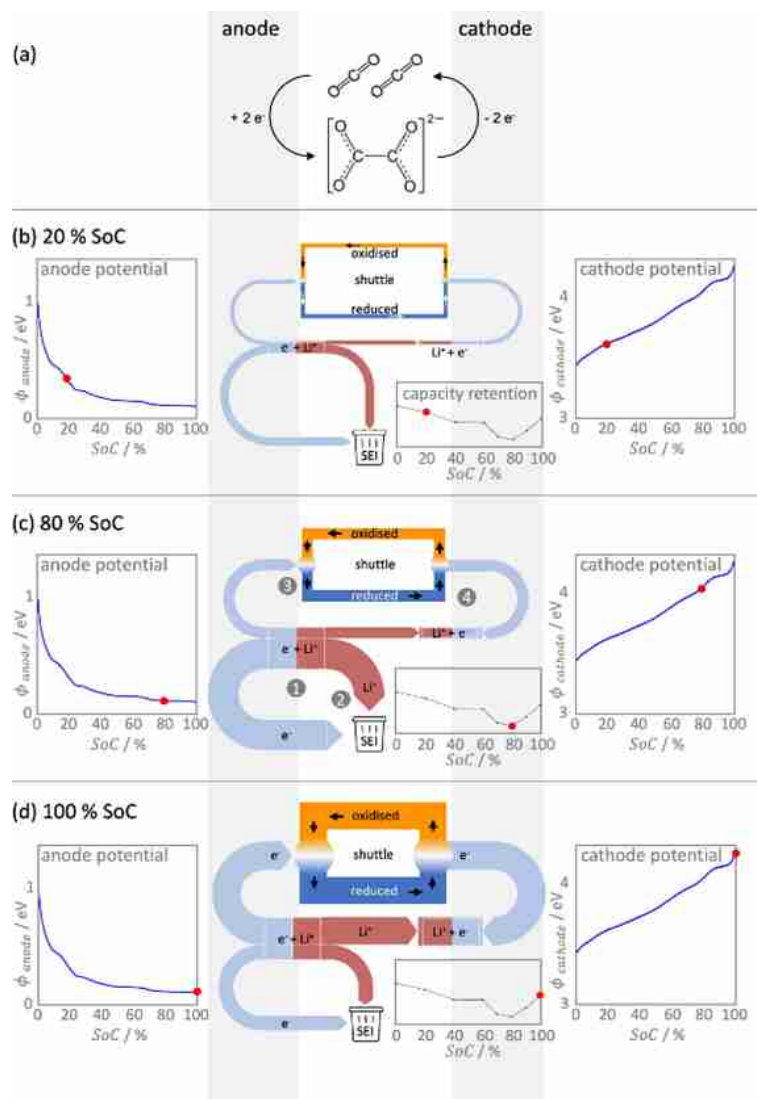 anode cathode
(a)
O C O O C O
+ 2 e- - 2 e-
2−
O O
C C
O O
(b) 20 % SoC
anode potential
1
0
ϕ anode / eV
0 20 40 60 80 100
SoC / %
oxidised
shuttle
reduced
e- + Li+ Li+ + e-
SEI
capacity retention
0 20 40 60 80 100
SoC / %
cathode potential
4
3
ϕ cathode / eV
0 20 40 60 80 100
SoC / %
(c) 80 % SoC
anode potential
1
0
ϕ anode / eV
0 20 40 60 80 100
SoC / %
oxidised
shuttle
reduced
3
4
e- + Li+ Li+ + e-
1
2
Li+
e-
SEI
0 20 40 60 80 100
SoC / %
cathode potential
4
3
ϕ cathode / eV
0 20 40 60 80 100
SoC / %
(d) 100 % SoC
anode potential
1
0
ϕ anode / eV
0 20 40 60 80 100
SoC / %
oxidised
e- shuttle e-
reduced
e- + Li+ Li+ Li+ + e-
e-
SEI
0 20 40 60 80 100
SoC / %
cathode potential
4
3
ϕ cathode / eV
0 20 40 60 80 100
SoC / %